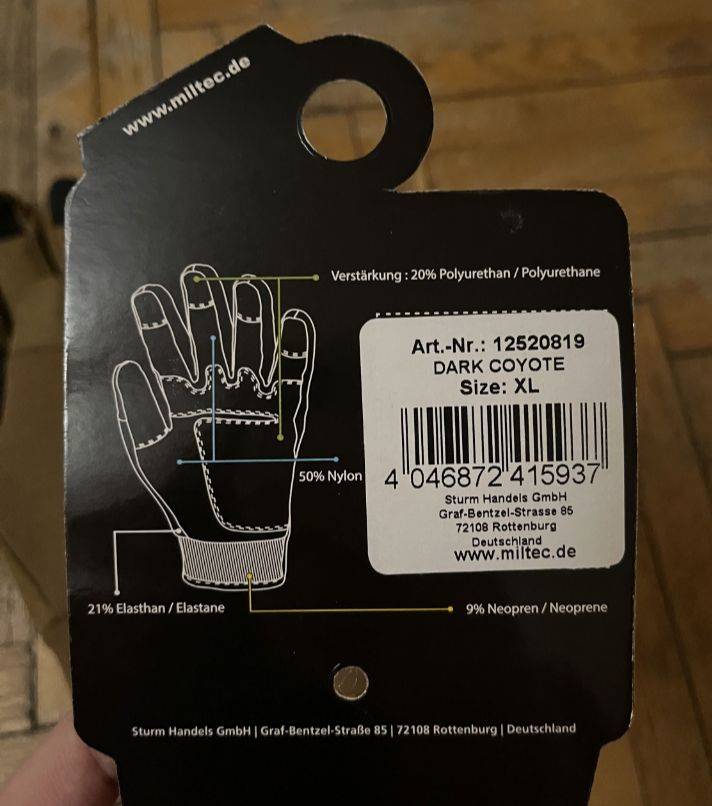 www.miltec.de
Verstärkung : 20% Polyurethan / Polyurethane
Art.-Nr.: 12520819
DARK COYOTE
Size: XL
50% Nylon
4 046872 415937
Sturm Handels GmbH
Graf-Bentzel-Strasse 85
72108 Rottenburg
Deutschland
www.miltec.de
21% Elasthan / Elastane
9% Neopren / Neoprene
Sturm Handels GmbH | Graf-Bentzel-Straße 85 | 72108 Rottenburg | Deutschland